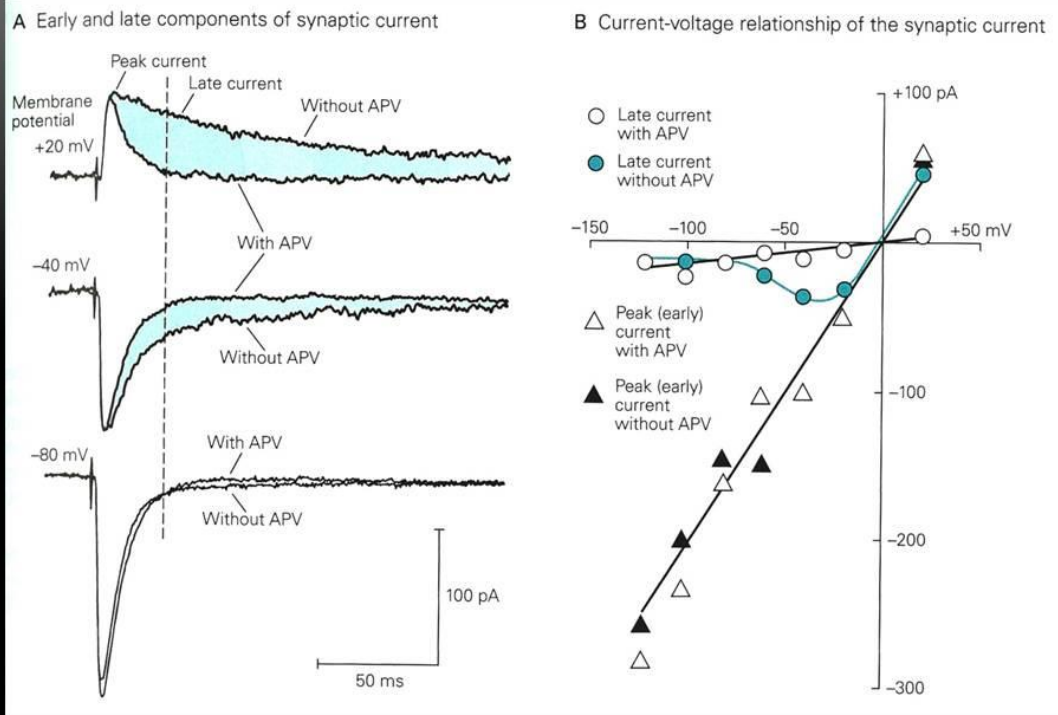 A Early and late components of synaptic current
Peak current
Late current
Membrane
potential
Without APV
+20 mV
With APV
–40 mV
Without APV
With APV
–80 mV
Without APV
100 pA
50 ms
B Current-voltage relationship of the synaptic current
+100 pA
Late current
with APV
Late current
without APV
–150
–100
–50
+50 mV
Peak (early)
current
with APV
Peak (early)
current
without APV
–100
–200
–300